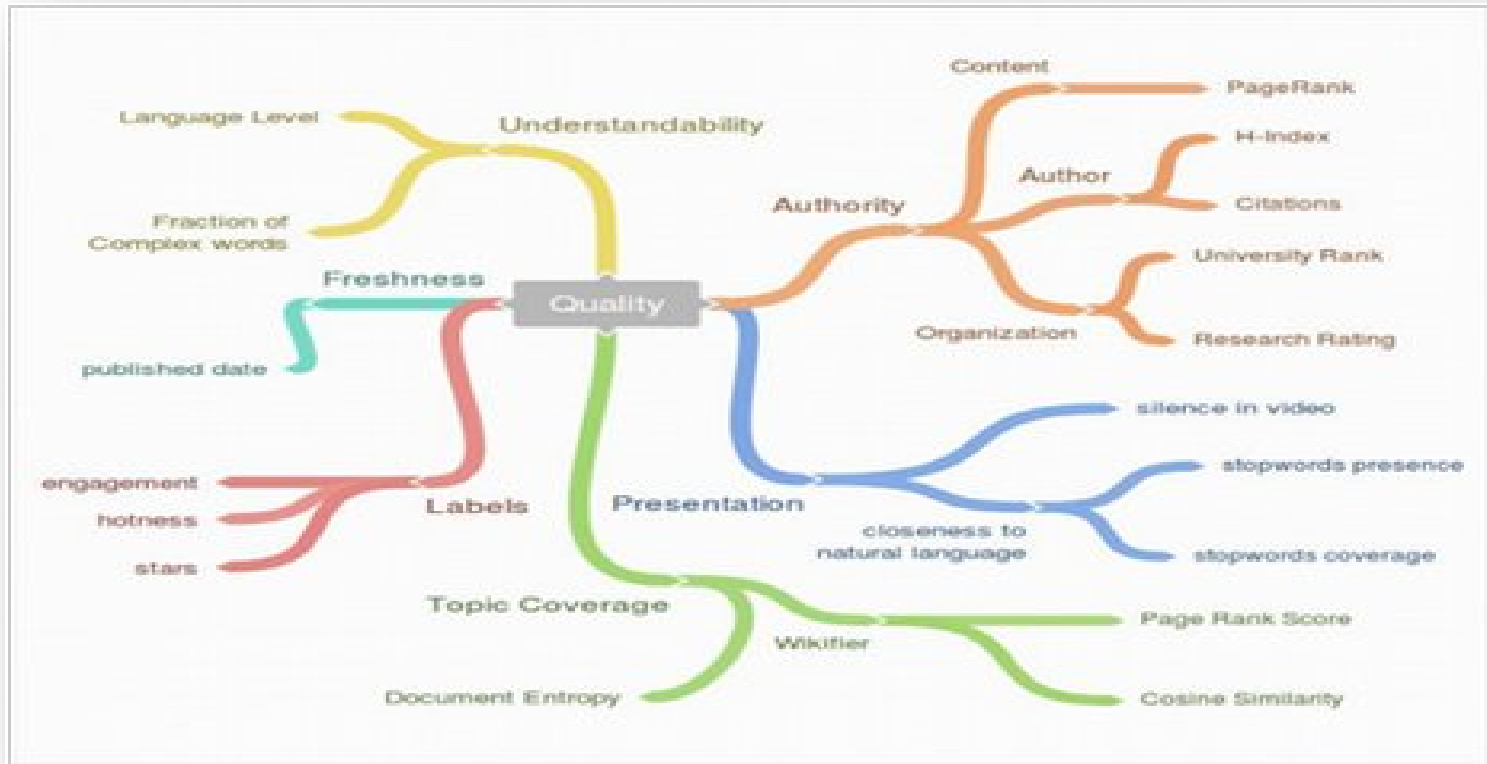 Content
PageRank
Language Level
Understandability
H-Index
Author
Authority
Citations
Fraction of
Complex words
University Rank
Freshness
Quality
Organization
Research Rating
published date
silence in video
stopwords presence
engagement
Labels
Presentation
hotness
closeness to
natural language
stopwords coverage
stars
Topic Coverage
Page Rank Score
Wikifier
Document Entropy
Cosine Similarity